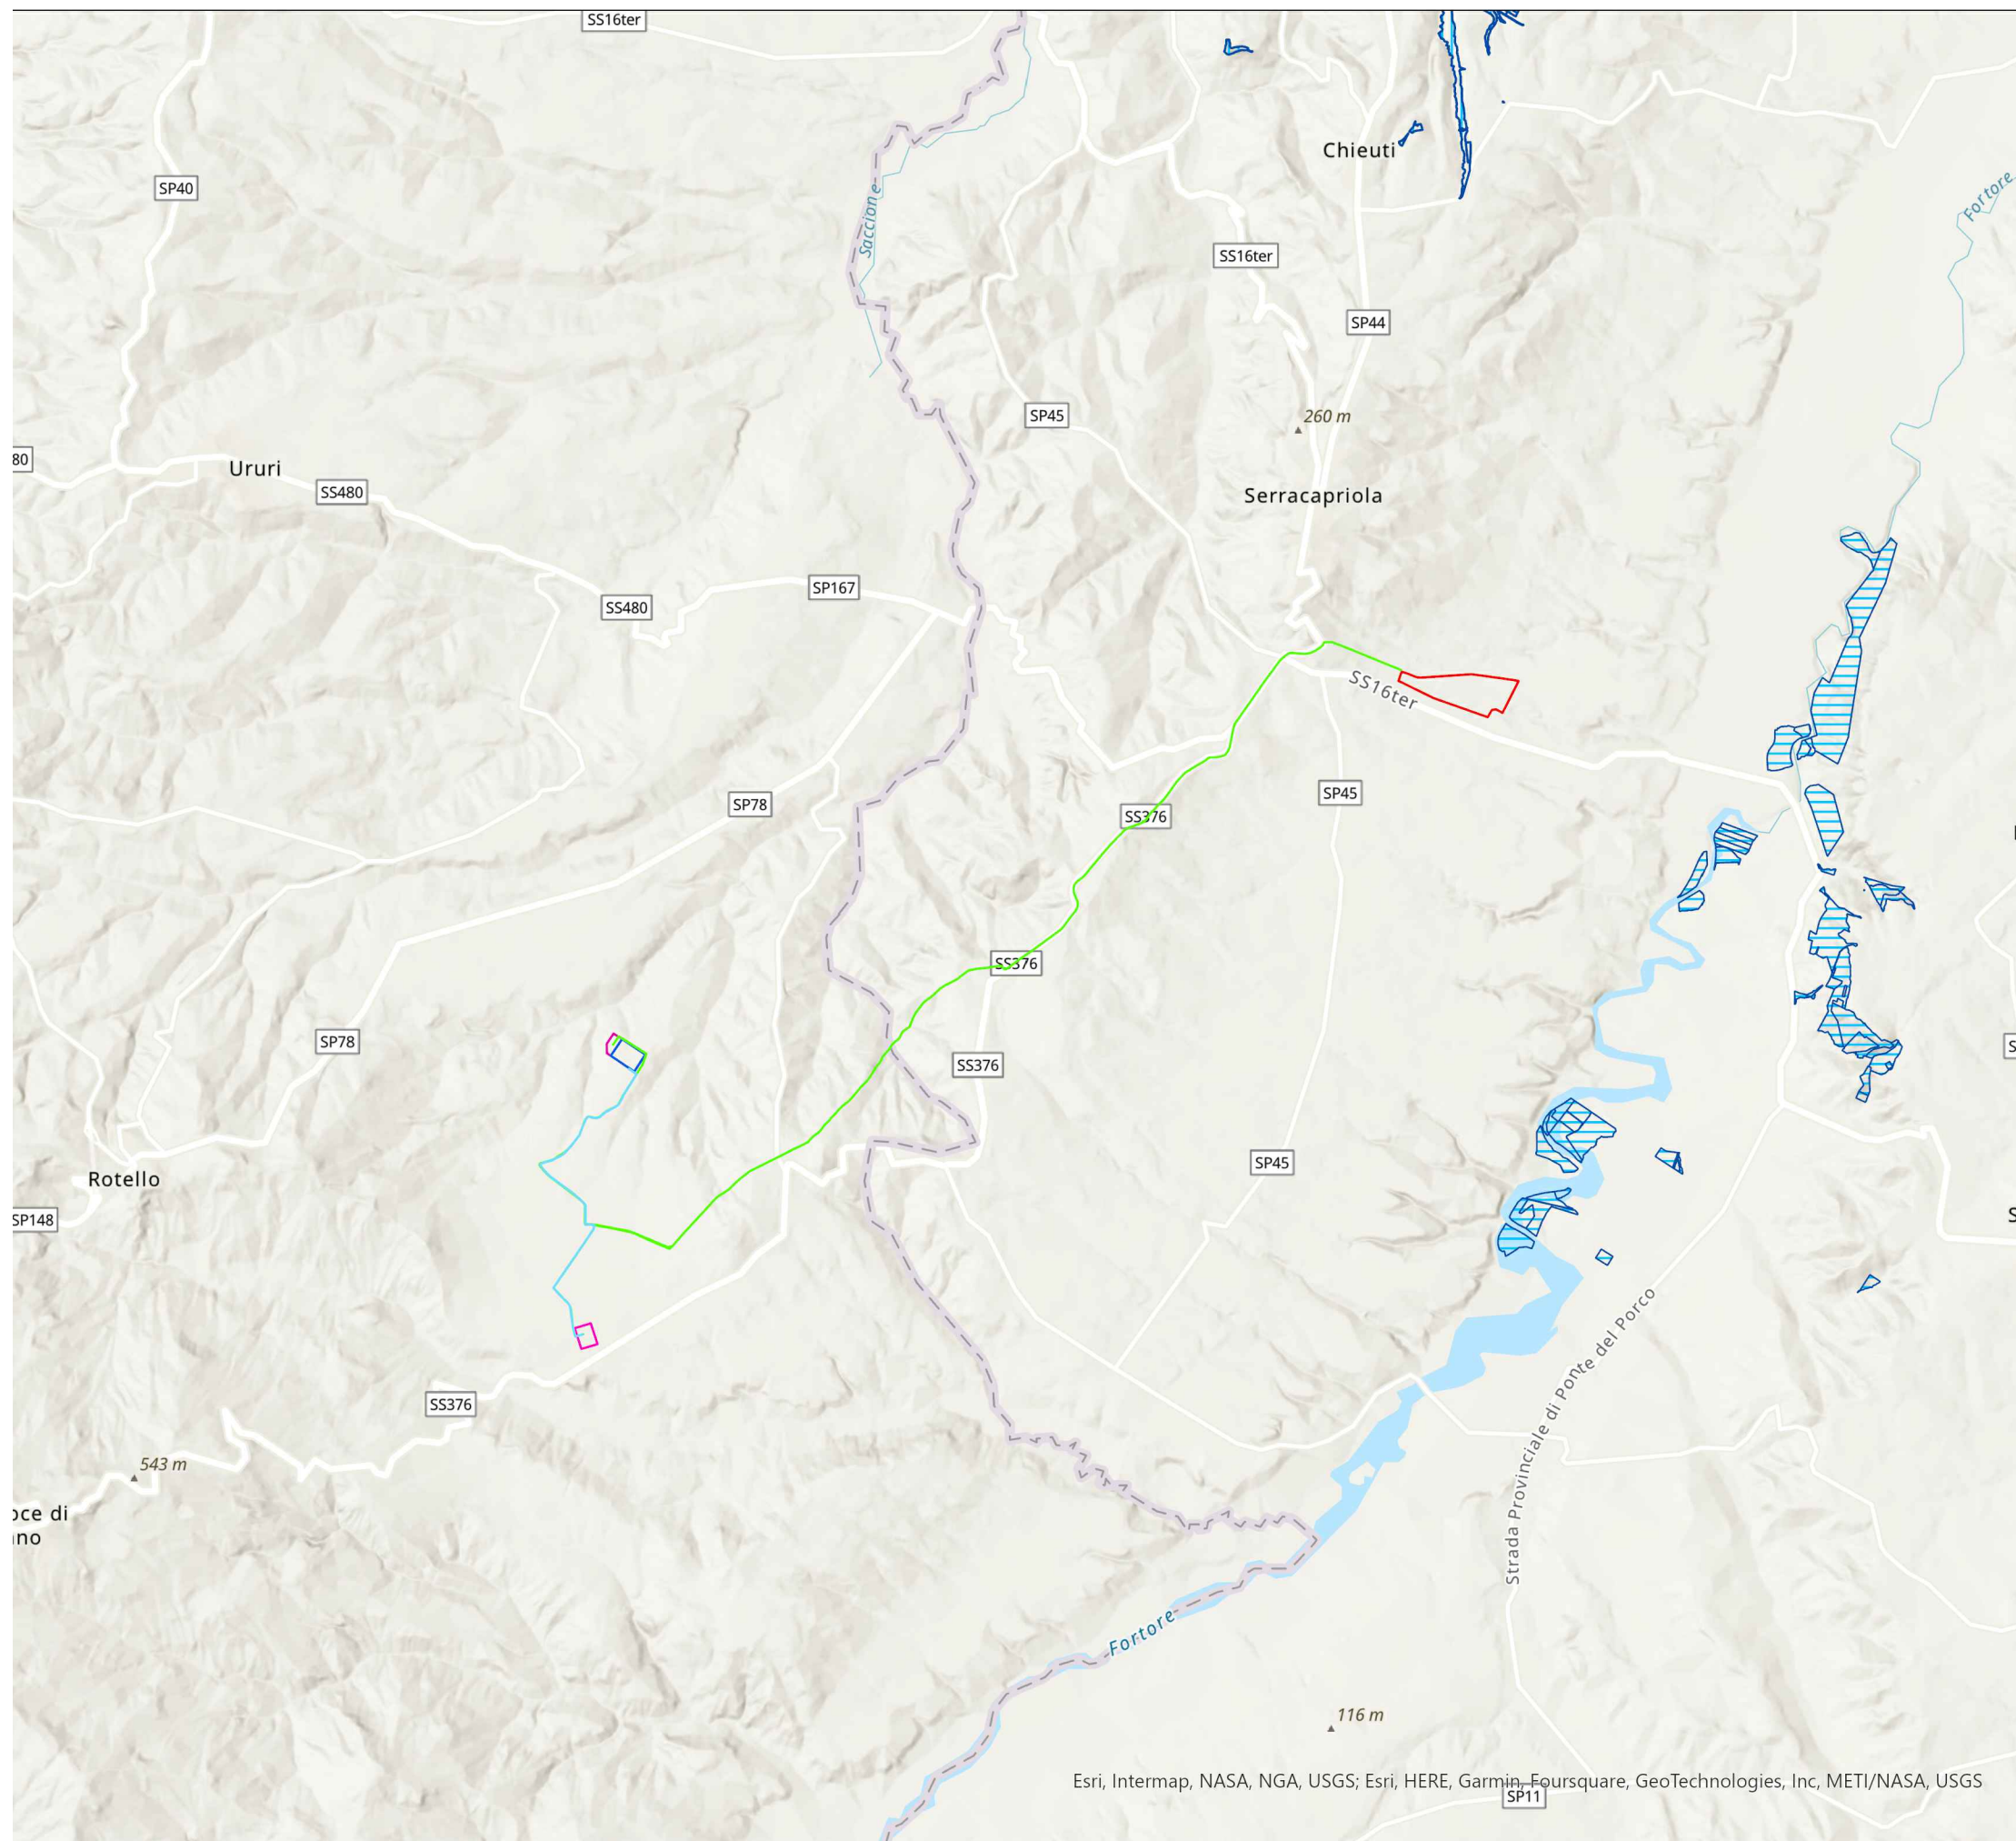 SS16ter
Chieuti
SP40
Fortore
Saccione
SS16ter
SP44
SP45
260 m
80
Ururi
SS480
Serracapriola
SP167
SS480
SS16ter
SP78
SP45
SS376
SS376
SP78
SS376
SP45
Rotello
SP148
SS376
Strada Provinciale di Ponte del Porco
543 m
oce di
ano
Fortore
116 m
Esri, Intermap, NASA, NGA, USGS; Esri, HERE, Garmin, Foursquare, GeoTechnologies, Inc, METI/NASA, USGS
SP11